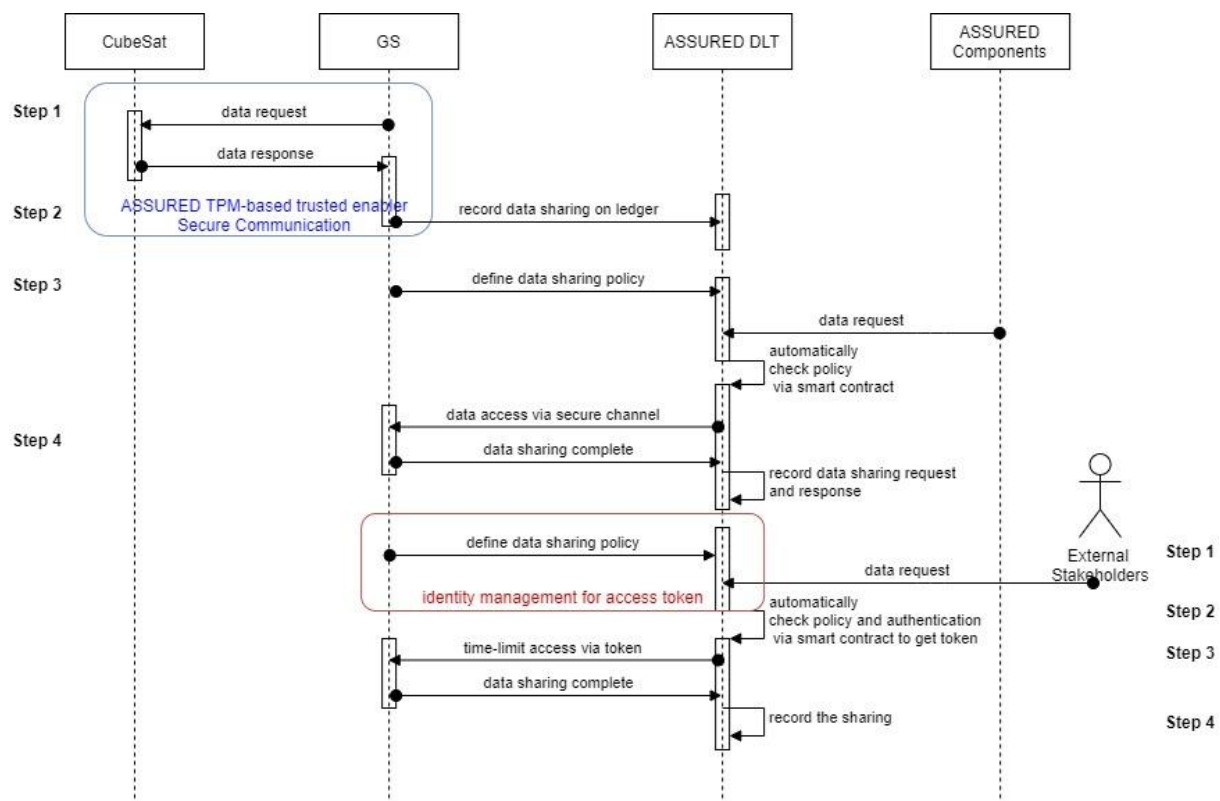 CubeSat
GS
ASSURED DLT
ASSURED
Components
Step 1
data request
data response
ASSURED TPM-based trusted enabler
Secure Communication
Step 2
record data sharing on ledger
Step 3
define data sharing policy
data request
automatically
check policy
via smart contract
data access via secure channel
Step 4
data sharing complete
record data sharing request
and response
define data sharing policy
External
Stakeholders
Step 1
data request
identity management for access token
automatically
check policy and authentication
via smart contract to get token
Step 2
time-limit access via token
Step 3
data sharing complete
record the sharing
Step 4